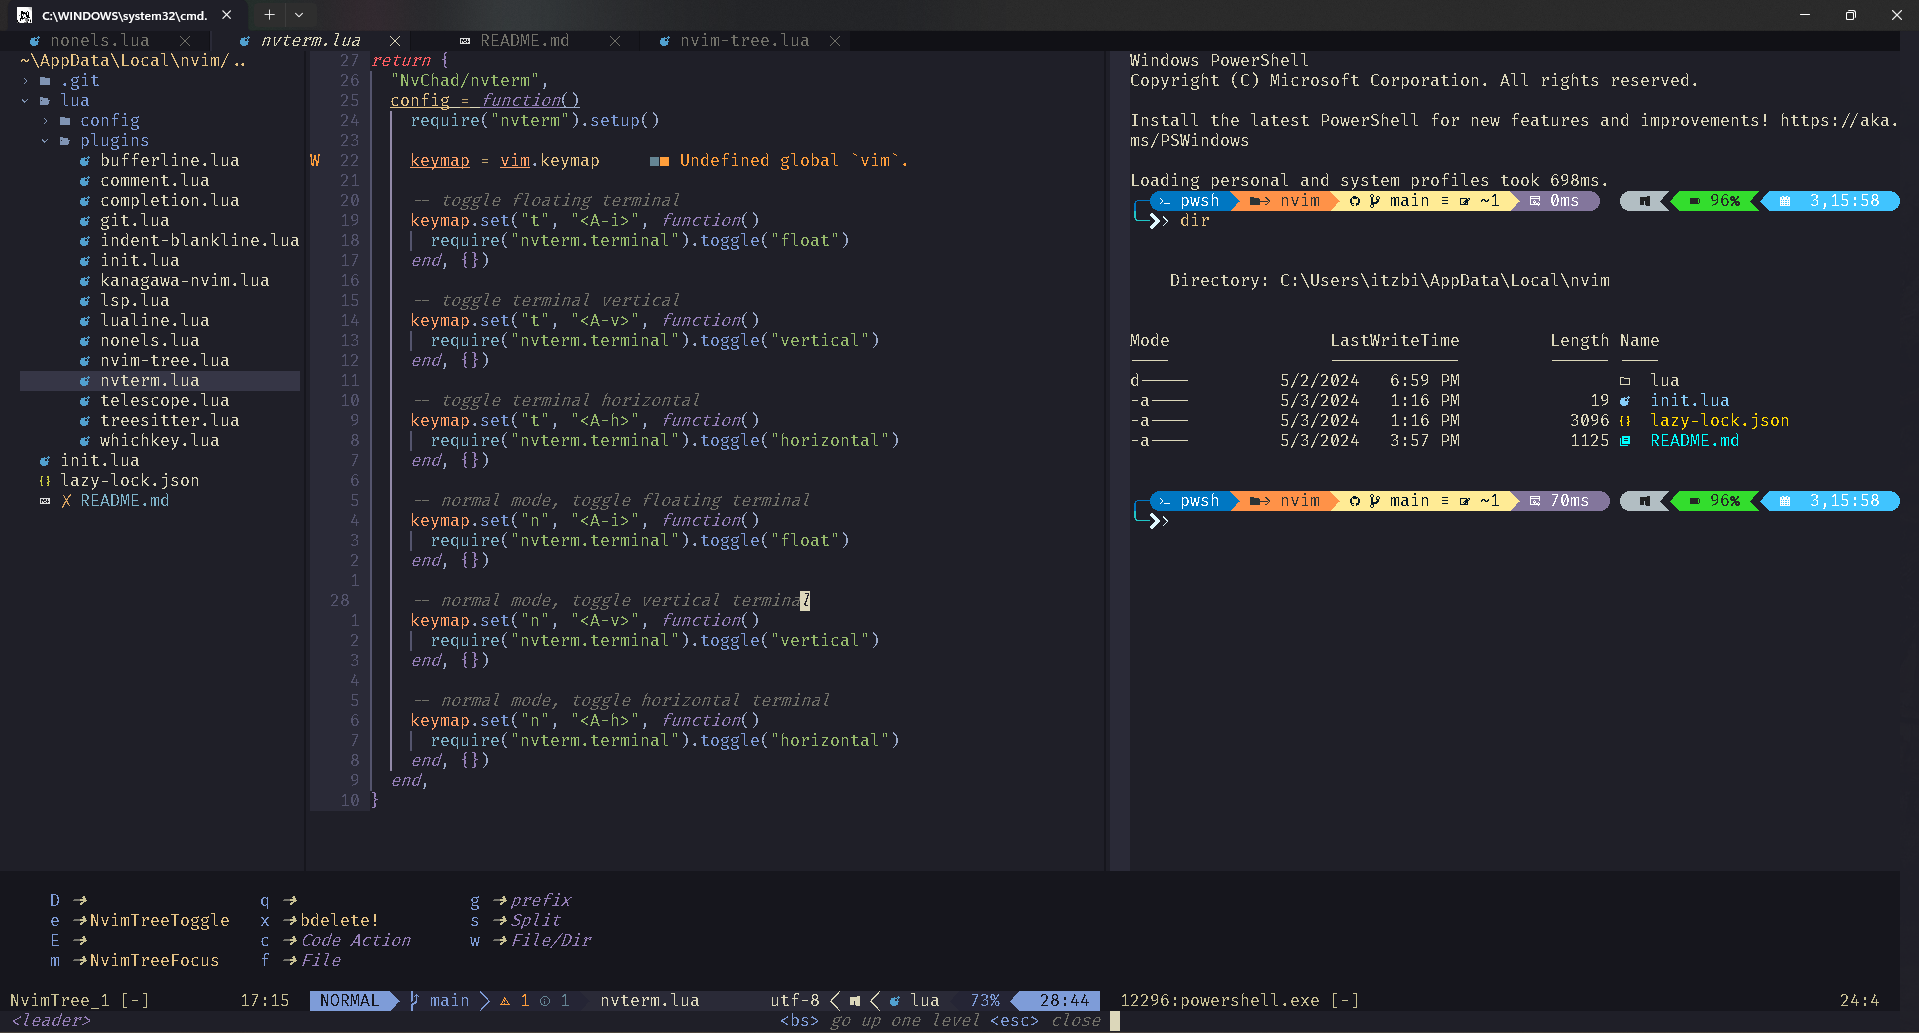 C:\WINDOWS\system32\cmd.
nonels.lua
nvterm.lua
README.md
nvim-tree.lua
~\AppData\Local\nvim/..
.git
lua
config
plugins
bufferline.lua
comment.lua
completion.lua
git.lua
indent-blankline.lua
init.lua
kanagawa-nvim.lua
lsp.lua
lualine.lua
nonels.lua
nvim-tree.lua
nvterm.lua
telescope.lua
treesitter.lua
whichkey.lua
init.lua
lazy-lock.json
README.md
27 return {
26 "NvChad/nvterm",
25 config = function()
24 require("nvterm").setup()
23
W 22 keymap = vim.keymap Undefined global `vim`.
21
20 -- toggle floating terminal
19 keymap.set("t", "<A-i>", function()
18 require("nvterm.terminal").toggle("float")
17 end, {})
16
15 -- toggle terminal vertical
14 keymap.set("t", "<A-v>", function()
13 require("nvterm.terminal").toggle("vertical")
12 end, {})
11
10 -- toggle terminal horizontal
9 keymap.set("t", "<A-h>", function()
8 require("nvterm.terminal").toggle("horizontal")
7 end, {})
6
5 -- normal mode, toggle floating terminal
4 keymap.set("n", "<A-i>", function()
3 require("nvterm.terminal").toggle("float")
2 end, {})
1
28 -- normal mode, toggle vertical terminal
1 keymap.set("n", "<A-v>", function()
2 require("nvterm.terminal").toggle("vertical")
3 end, {})
4
5 -- normal mode, toggle horizontal terminal
6 keymap.set("n", "<A-h>", function()
7 require("nvterm.terminal").toggle("horizontal")
8 end, {})
9 end,
10 }
Windows PowerShell
Copyright (C) Microsoft Corporation. All rights reserved.
Install the latest PowerShell for new features and improvements! https://aka.
ms/PSWindows
Loading personal and system profiles took 698ms.
pwsh nvim main ≡ ~1 0ms 96% 3,15:58
dir
Directory: C:\Users\itzbi\AppData\Local\nvim
Mode LastWriteTime Length Name
d----- 5/2/2024 6:59 PM lua
-a---- 5/3/2024 1:16 PM 19 init.lua
-a---- 5/3/2024 1:16 PM 3096 lazy-lock.json
-a---- 5/3/2024 3:57 PM 1125 README.md
pwsh nvim main ≡ ~1 70ms 96% 3,15:58
D → q → g →prefix
e →NvimTreeToggle x →bdelete! s →Split
E → c →Code Action w →File/Dir
m →NvimTreeFocus f →File
NvimTree_1 [-] 17:15 NORMAL main 1 1 nvterm.lua utf-8 lua 73% 28:44 12296:powershell.exe [-] 24:4
<leader> <bs> go up one level <esc> close